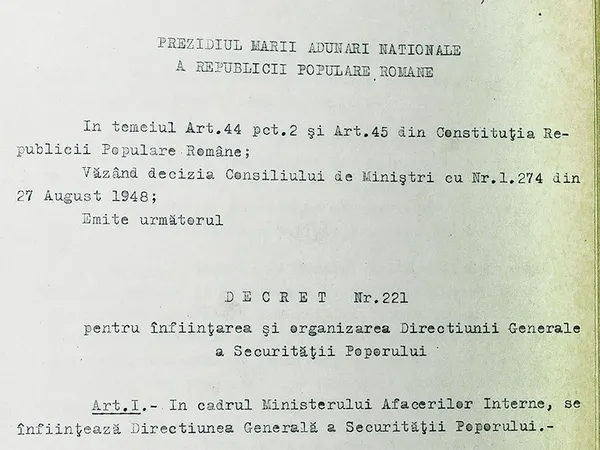 PREZIDIUL MARII ADUNARI NATIONALE
A REPUBLICII POPULARE ROMANE
In temeiul Art.44 pct.2 şi Art.45 din Constituţia Re-
publicii Populare Române;
Văzând decizia Consiliului de Miniştri cu Nr.1.274 din
27 August 1948;
Emite următorul
D E C R E T Nr.221
pentru înfiinţarea şi organizarea Directiunii Generale
a Securităţii Poporului
Art.I.- In cadrul Ministerului Afacerilor Interne, se
înfiinţează Directiunea Generală a Securităţii Poporului.-